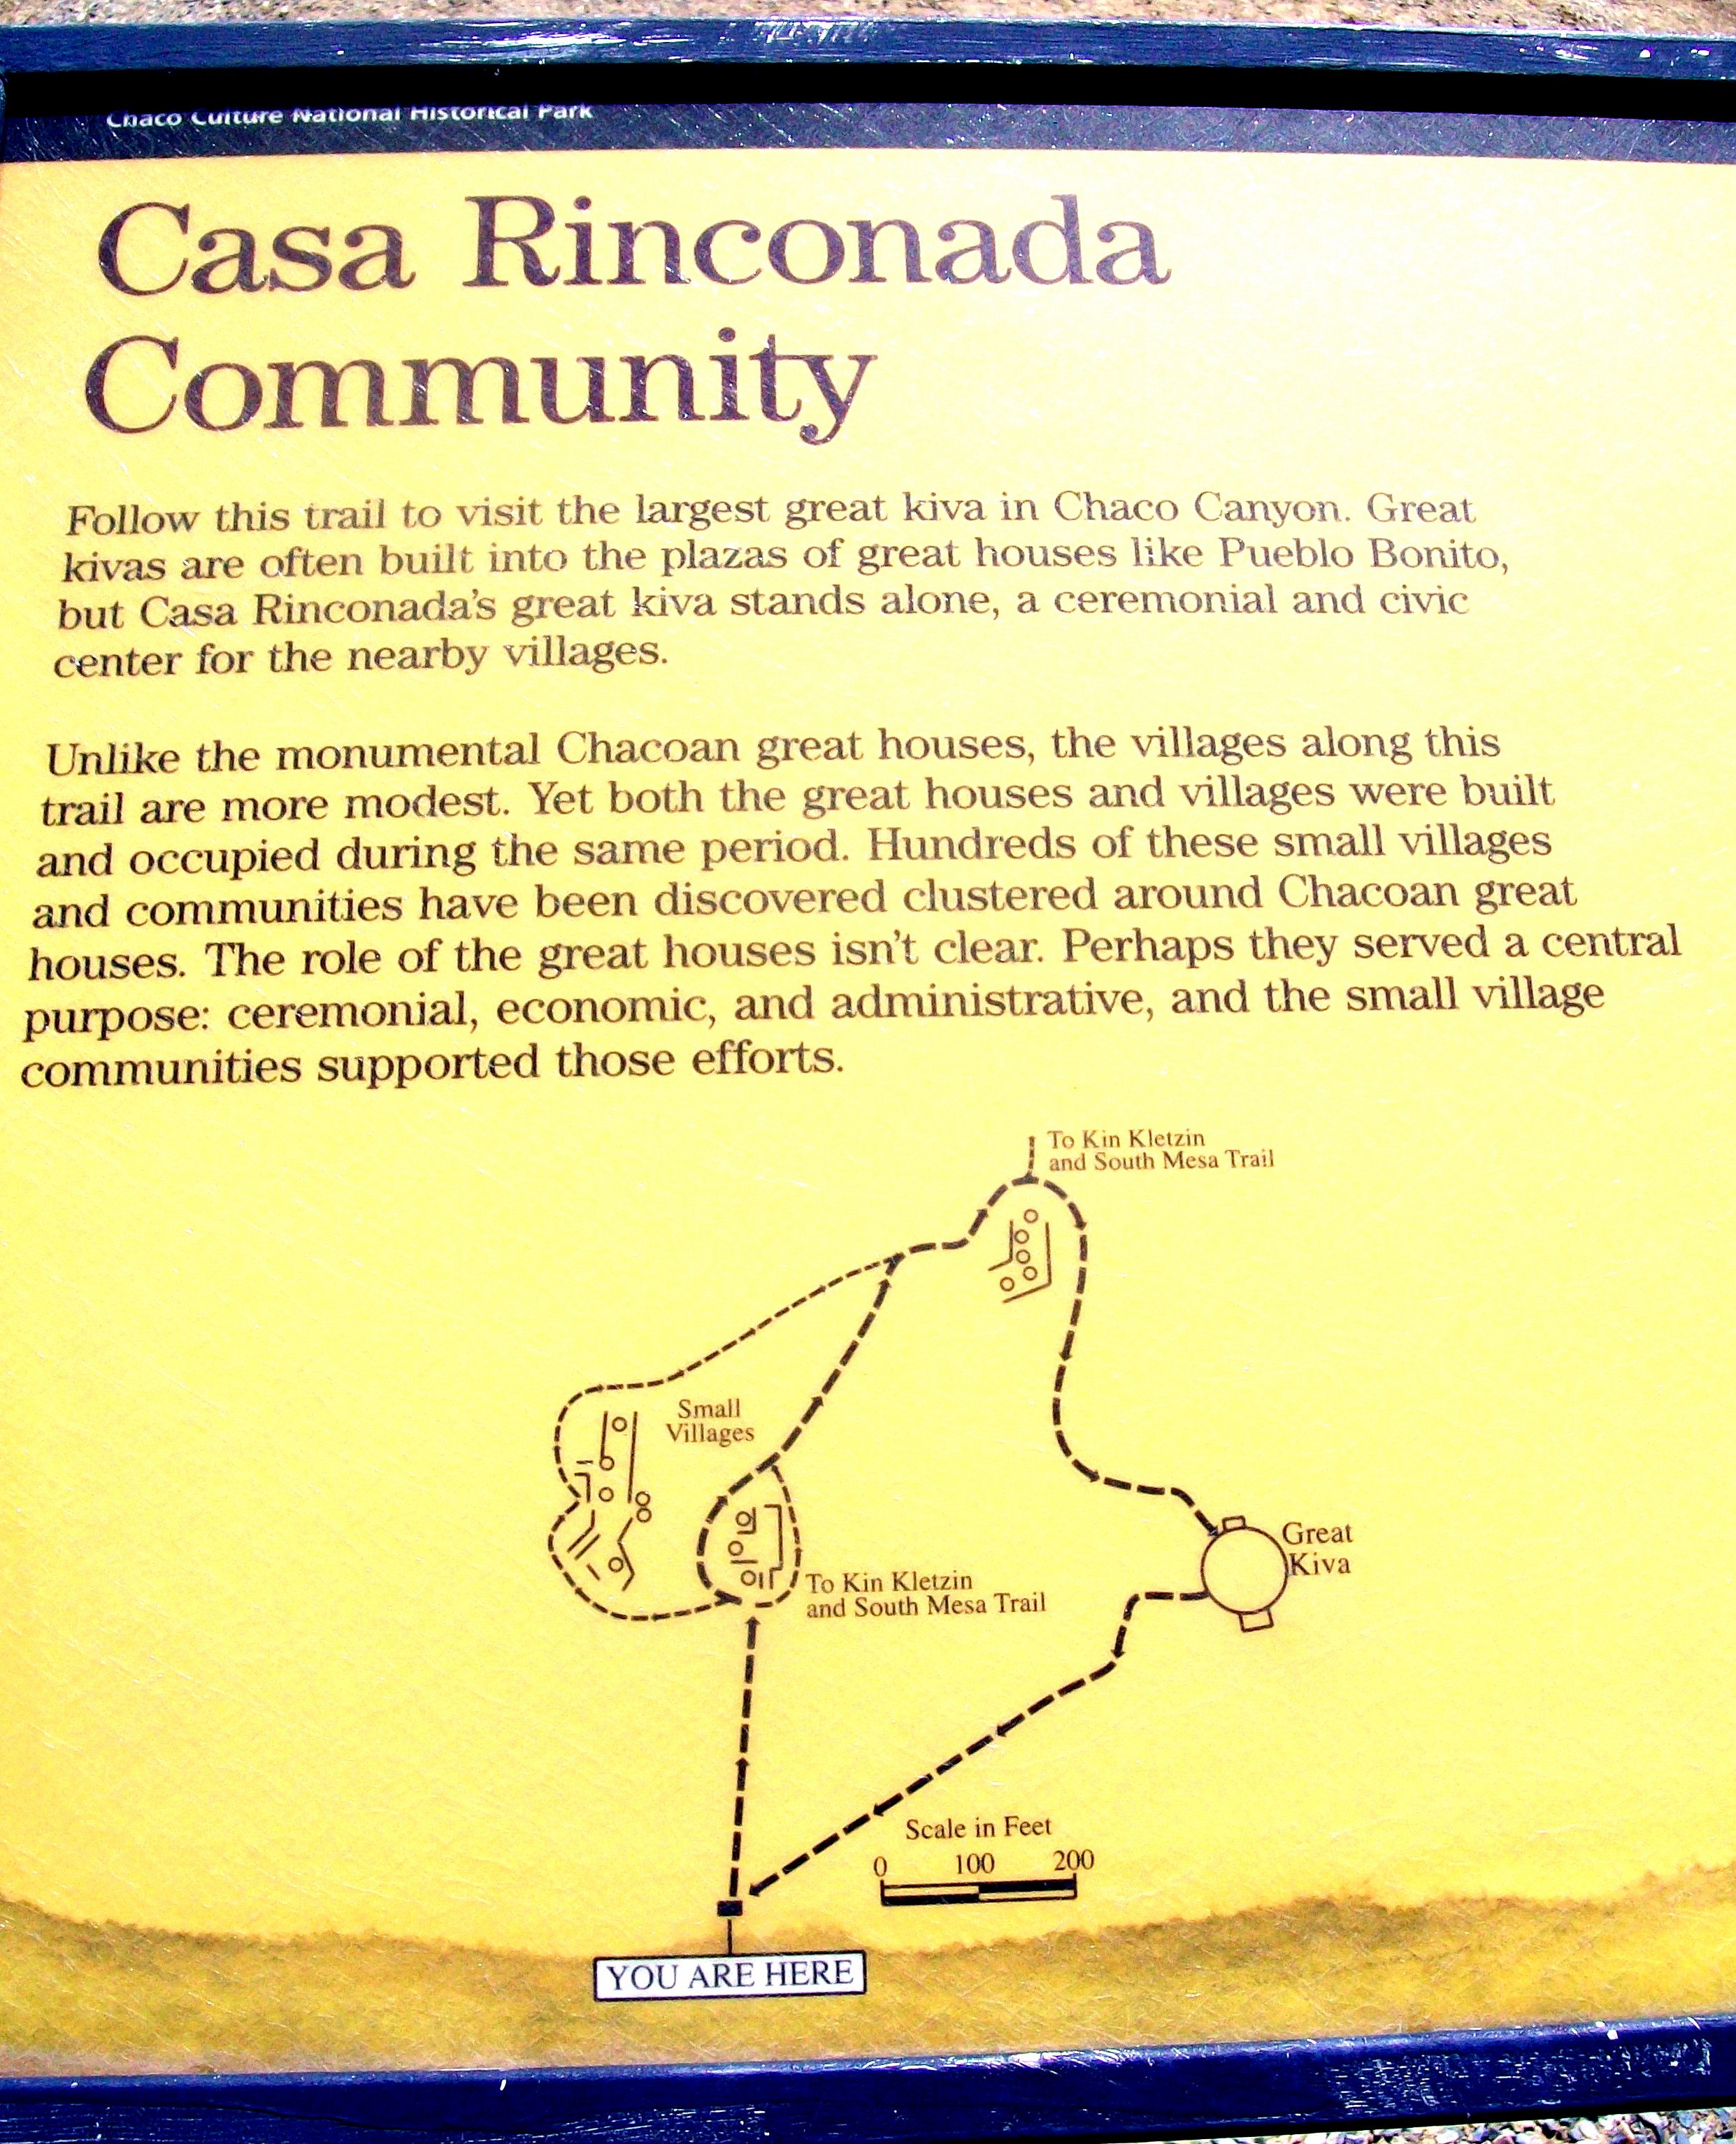 Chaco Culture National Historical Park
Casa Rinconada
Community
Follow this trail to visit the largest great kiva in Chaco Canyon. Great
kivas are often built into the plazas of great houses like Pueblo Bonito,
but Casa Rinconada's great kiva stands alone, a ceremonial and civic
center for the nearby villages.
Unlike the monumental Chacoan great houses, the villages along this
trail are more modest. Yet both the great houses and villages were built
and occupied during the same period. Hundreds of these small villages
and communities have been discovered clustered around Chacoan great
houses. The role of the great houses isn't clear. Perhaps they served a central
purpose: ceremonial, economic, and administrative, and the small village
communities supported those efforts.
To Kin Kletzin
and South Mesa Trail
Small
Villages
Great
Kiva
To Kin Kletzin
and South Mesa Trail
Scale in Feet
0 100 200
YOU ARE HERE